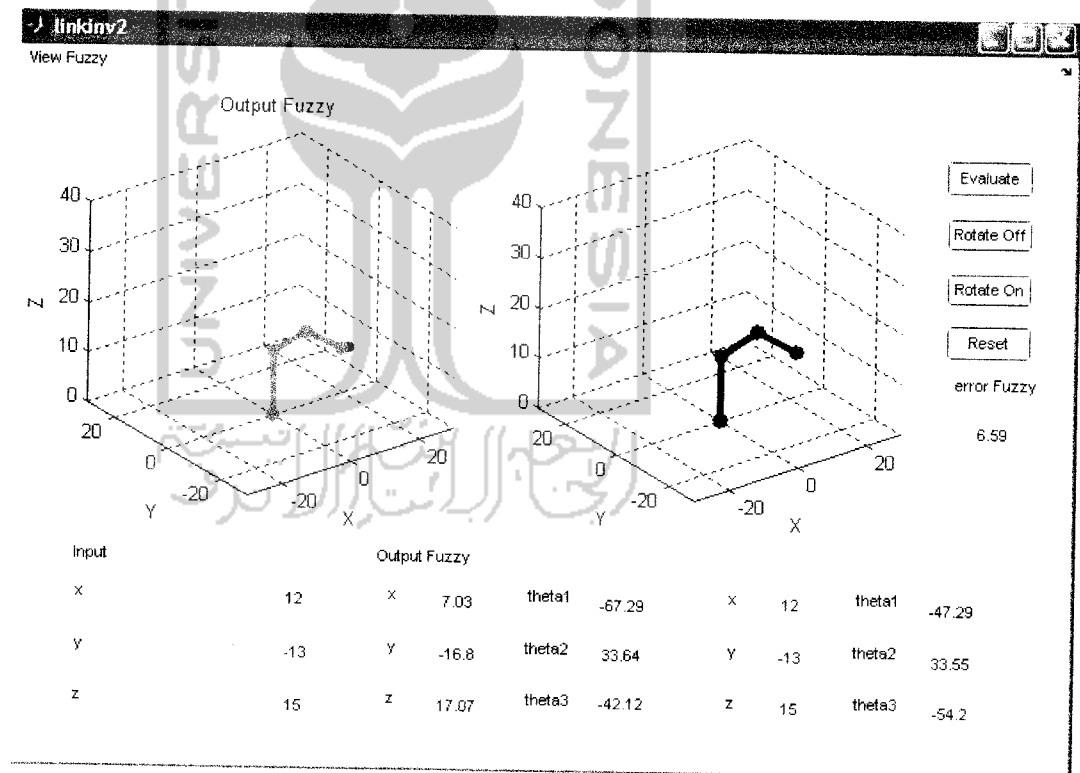 linkinv2
View Fuzzy
Output Fuzzy
40
30
20
10
0
Z
20
0
-20
Y
-20
0
20
X
40
30
20
10
0
Z
20
0
-20
Y
-20
0
20
X
Evaluate
Rotate Off
Rotate On
Reset
error Fuzzy
6.59
Input
Output Fuzzy
x 12 x 7.03 theta1 -67.29 x 12 theta1 -47.29
y -13 y -16.8 theta2 33.64 y -13 theta2 33.55
z 15 z 17.07 theta3 -42.12 z 15 theta3 -54.2